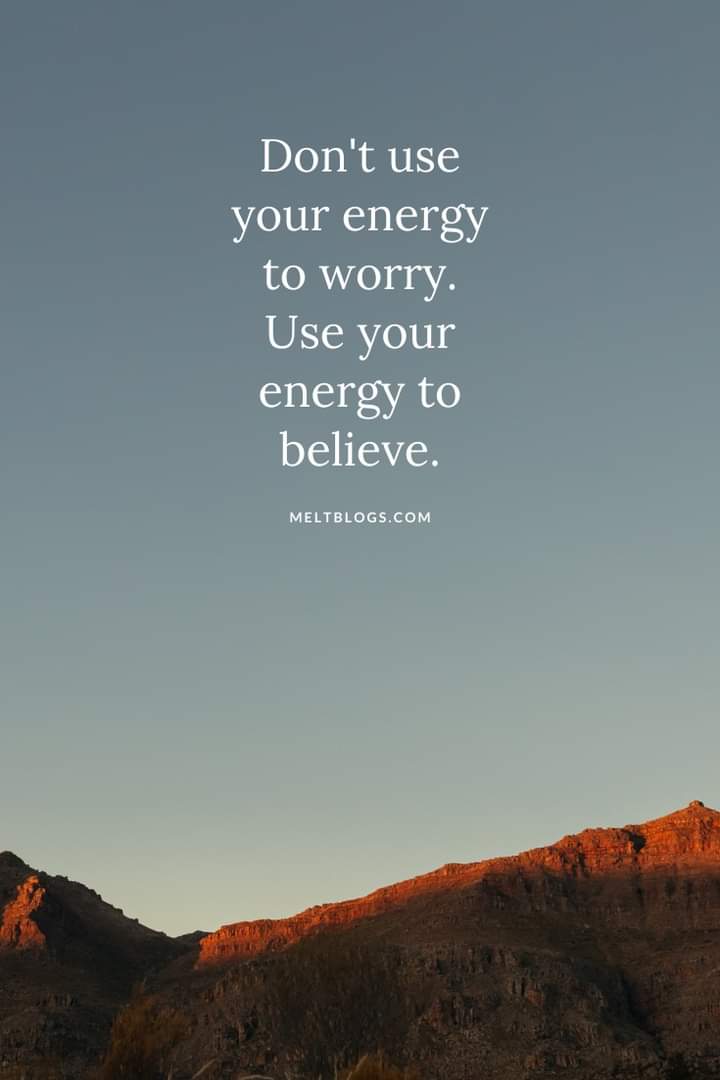 Don't use
your energy
to worry.
Use your
energy to
believe.
MELTBLOGS.COM